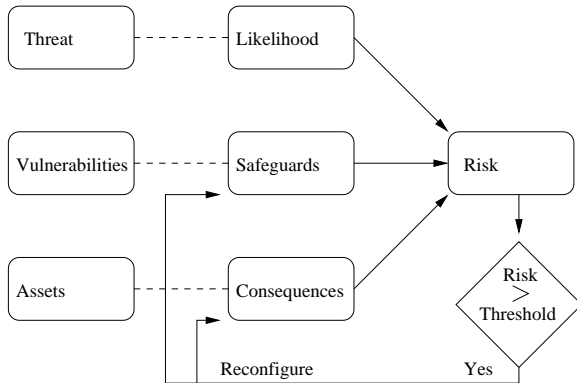 Threat
Likelihood
Vulnerabilities
Safeguards
Risk
Assets
Consequences
Risk
>
Threshold
Reconfigure
Yes